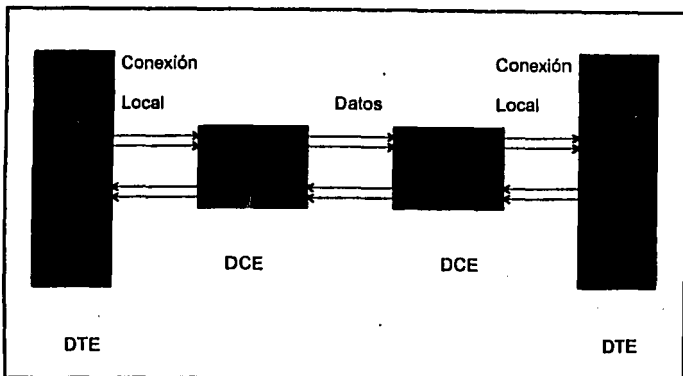 Conexión
Local
Datos
Conexión
Local
DCE
DCE
DTE
DTE